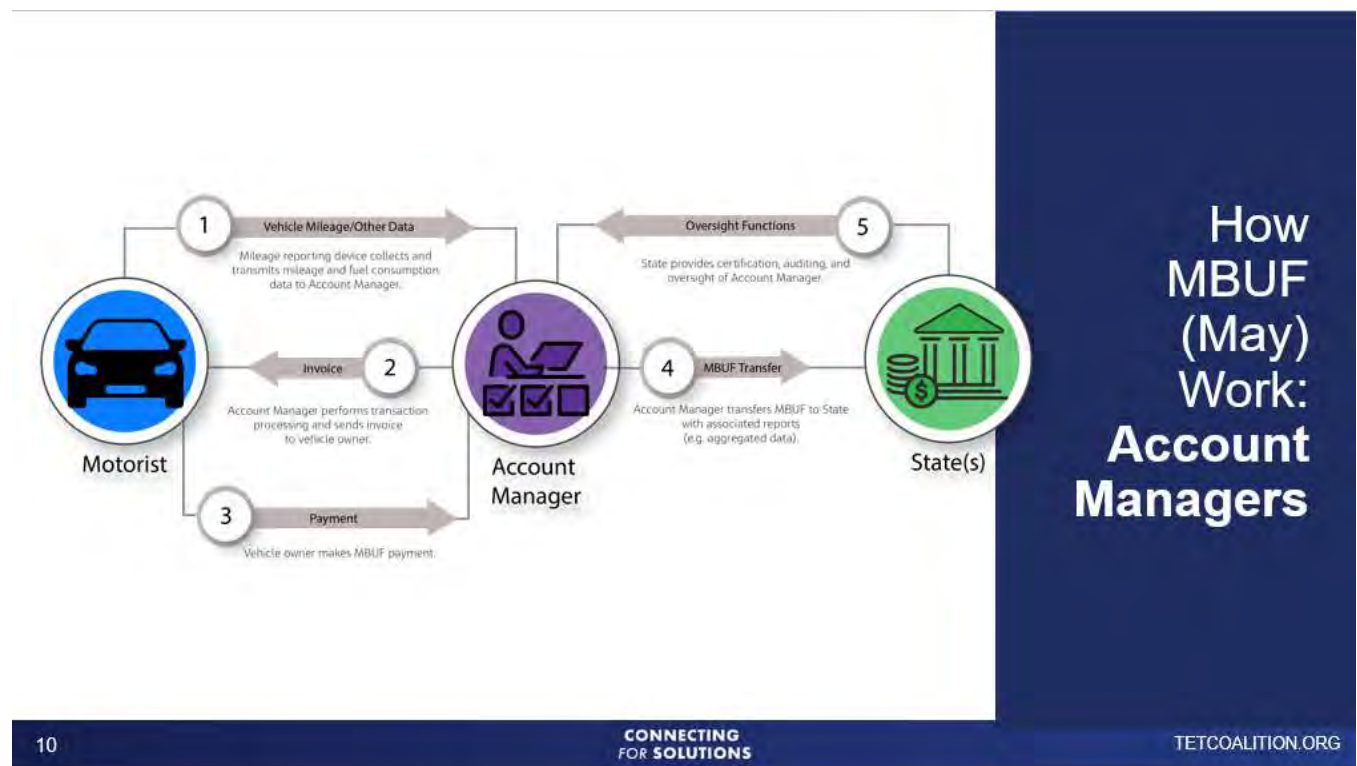 1
Vehicle Mileage/Other Data
Mileage reporting device collects and
transmits mileage and fuel consumption
data to Account Manager.
Oversight Functions
5
State provides certification, auditing, and
oversight of Account Manager.
Invoice
2
Account Manager performs transaction
processing and sends invoice
to vehicle owner.
4
MBUF Transfer
Account Manager transfers MBUF to State
with associated reports
(e.g. aggregated data).
$
Motorist
Account
Manager
State(s)
3
Payment
Vehicle owner makes MBUF payment.
How
MBUF
(May)
Work:
Account
Managers
10
CONNECTING
FOR SOLUTIONS
TETCOALITION.ORG